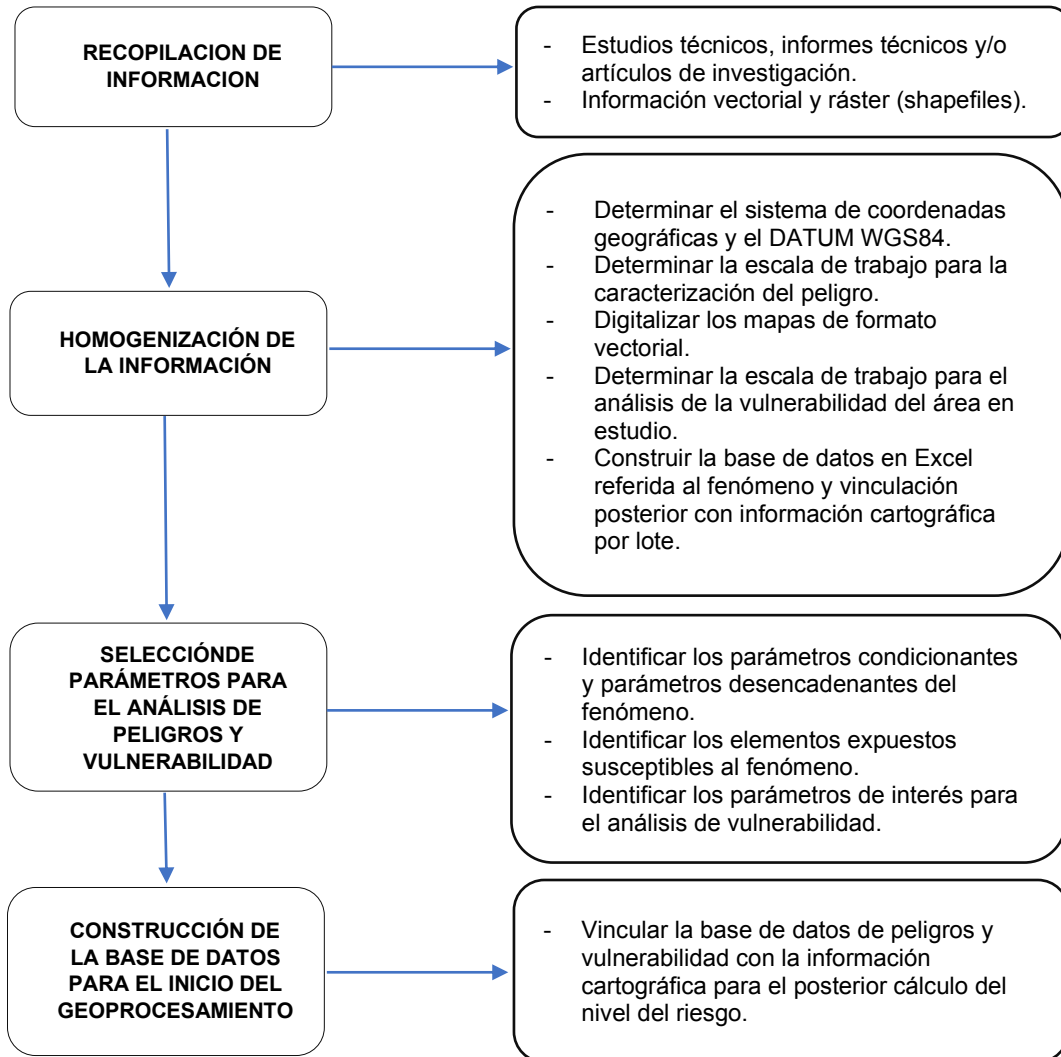 RECOPILACION DE
INFORMACION
- Estudios técnicos, informes técnicos y/o
artículos de investigación.
- Información vectorial y ráster (shapefiles).
HOMOGENIZACIÓN DE
LA INFORMACIÓN
- Determinar el sistema de coordenadas
geográficas y el DATUM WGS84.
- Determinar la escala de trabajo para la
caracterización del peligro.
- Digitalizar los mapas de formato
vectorial.
- Determinar la escala de trabajo para el
análisis de la vulnerabilidad del área en
estudio.
- Construir la base de datos en Excel
referida al fenómeno y vinculación
posterior con información cartográfica
por lote.
SELECCIÓNDE
PARÁMETROS PARA
EL ANÁLISIS DE
PELIGROS Y
VULNERABILIDAD
- Identificar los parámetros condicionantes
y parámetros desencadenantes del
fenómeno.
- Identificar los elementos expuestos
susceptibles al fenómeno.
- Identificar los parámetros de interés para
el análisis de vulnerabilidad.
CONSTRUCCIÓN DE
LA BASE DE DATOS
PARA EL INICIO DEL
GEOPROCESAMIENTO
- Vincular la base de datos de peligros y
vulnerabilidad con la información
cartográfica para el posterior cálculo del
nivel del riesgo.